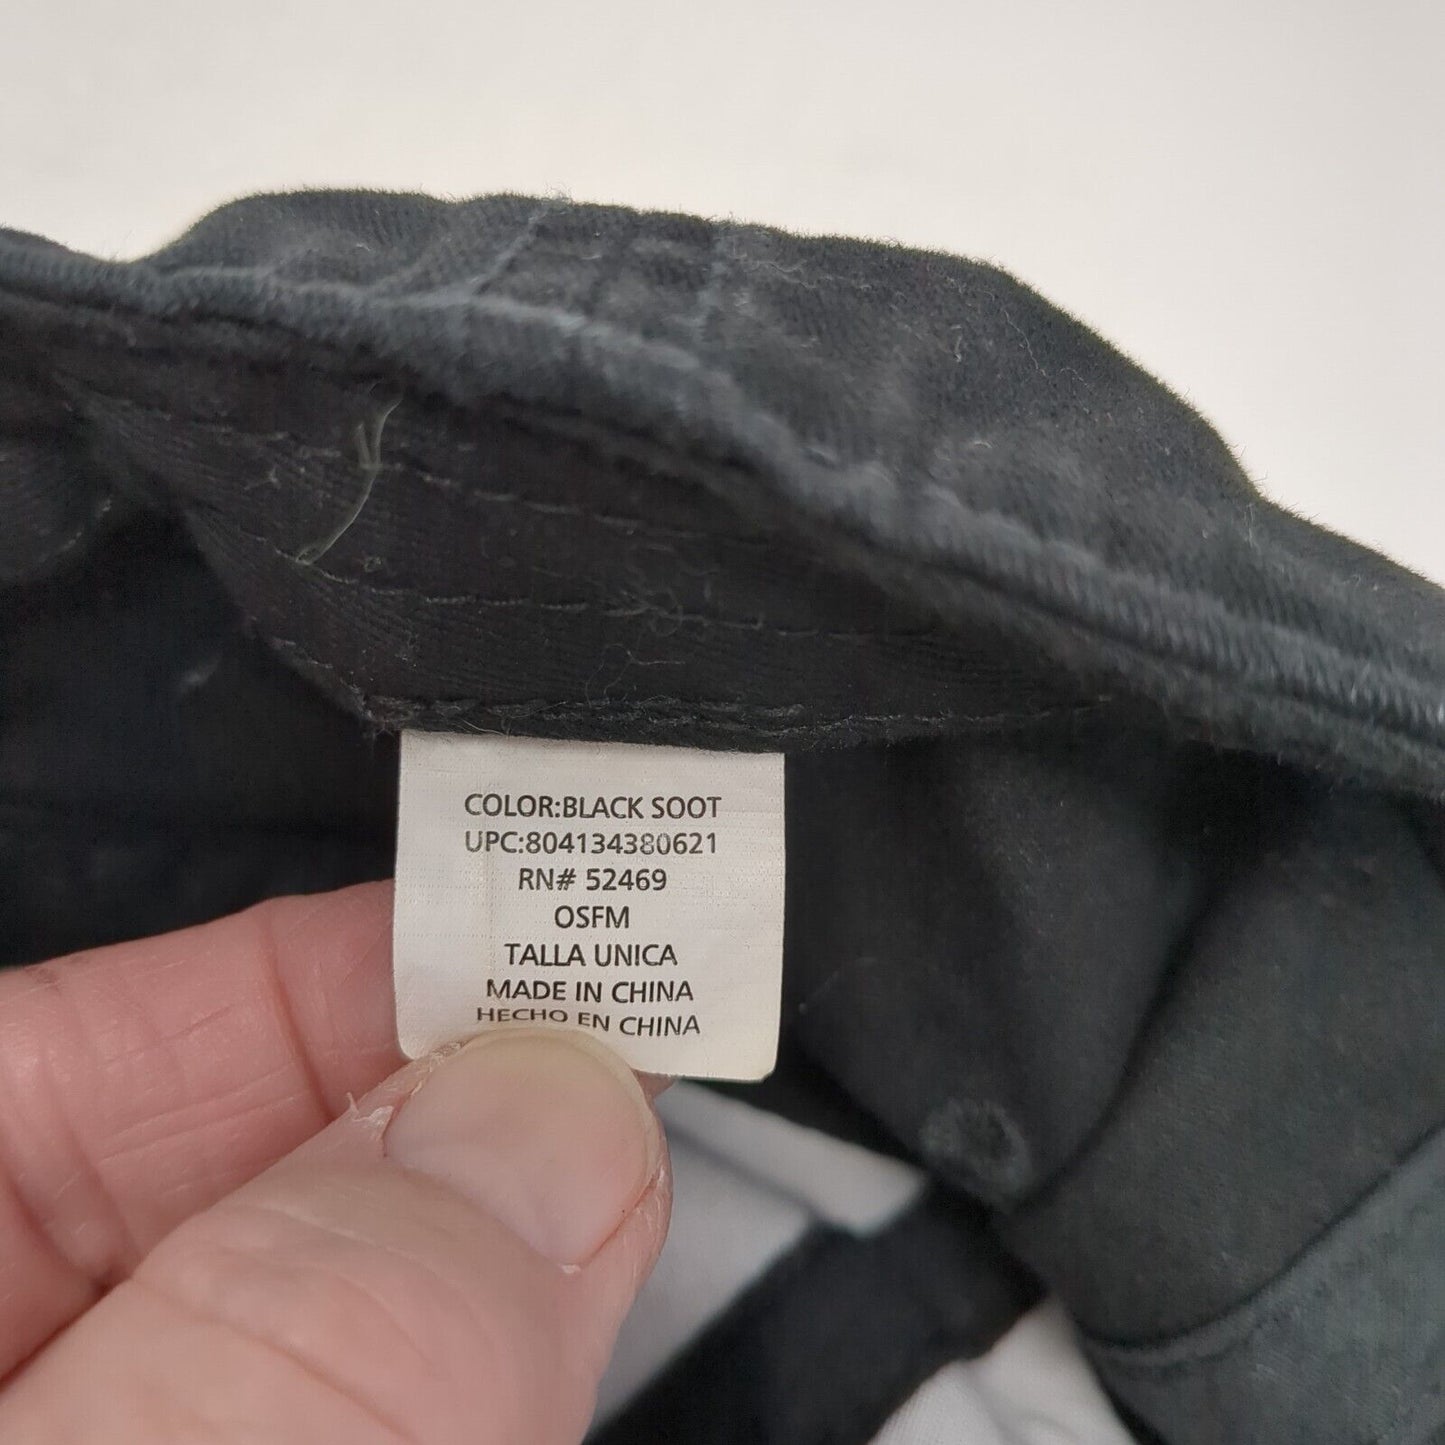 COLOR:BLACK SOOT
UPC:804134380621
RN# 52469
OSFM
TALLA UNICA
MADE IN CHINA
HECHO EN CHINA